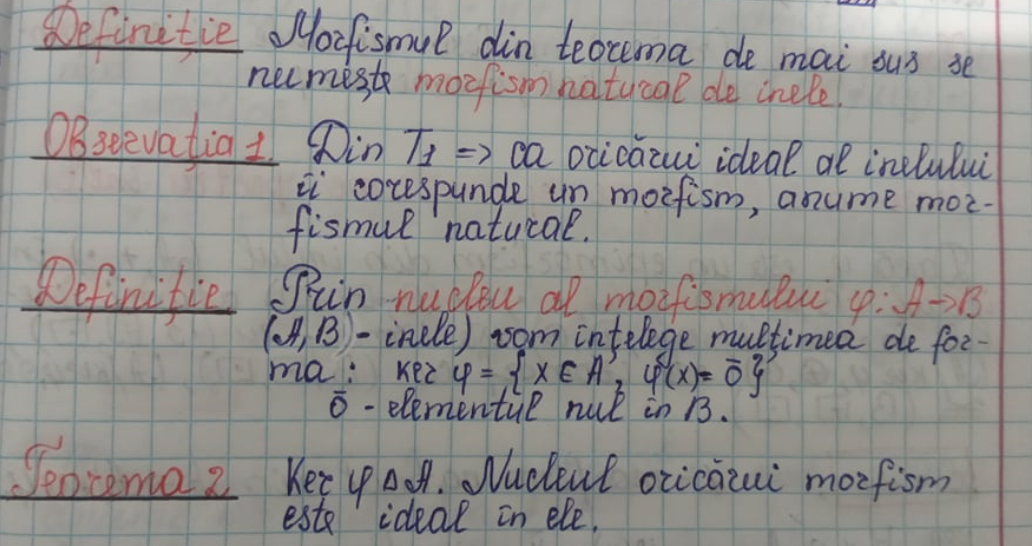 Definiție Morfismul din teorema de mai sus se
numește morfism natural de inele.
Observația 1. Din T1 => ca oricărui ideal al inelului
îi corespunde un morfism, anume mor-
fismul natural.
Definiție Prin nucleu al morfismului φ: A→B
(A,B) - inele) vom înțelege mulțimea de for-
ma: Ker φ = {x ∈ A, φ(x)= ō}
ō - elementul nul în B.
Teorema 2 Ker φ Δ A. Nucleul oricărui morfism
este ideal în ele.